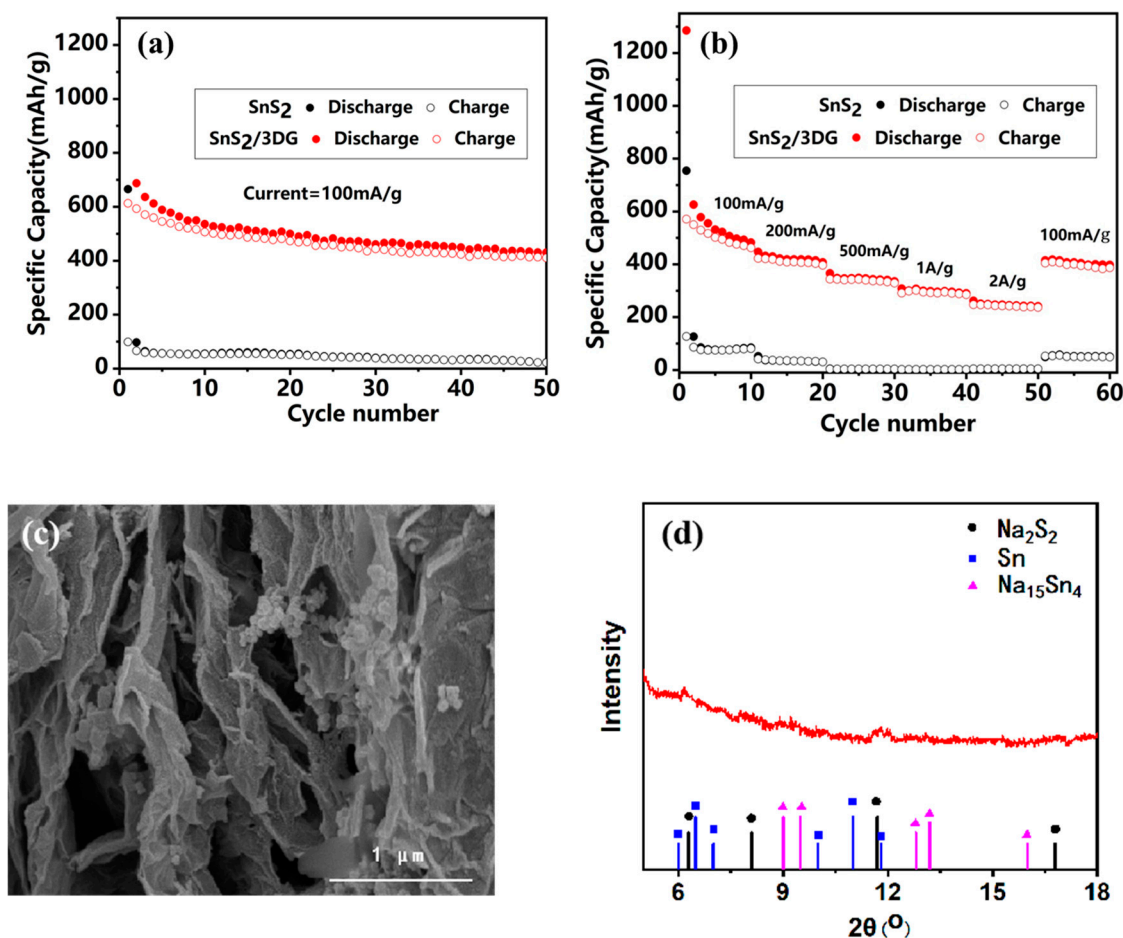 (a)
Specific Capacity(mAh/g)
1200
1000
800
600
400
200
0
SnS2 Discharge Charge
SnS2/3DG Discharge Charge
Current=100mA/g
0 10 20 30 40 50
Cycle number
(b)
Specific Capacity(mAh/g)
1200
1000
800
600
400
200
0
SnS2 Discharge Charge
SnS2/3DG Discharge Charge
100mA/g
200mA/g
500mA/g
1A/g
2A/g
100mA/g
0 10 20 30 40 50 60
Cycle number
(c)
1 μm
(d)
Intensity
Na2S2
Sn
Na15Sn4
6 9 12 15 18
2θ(O)